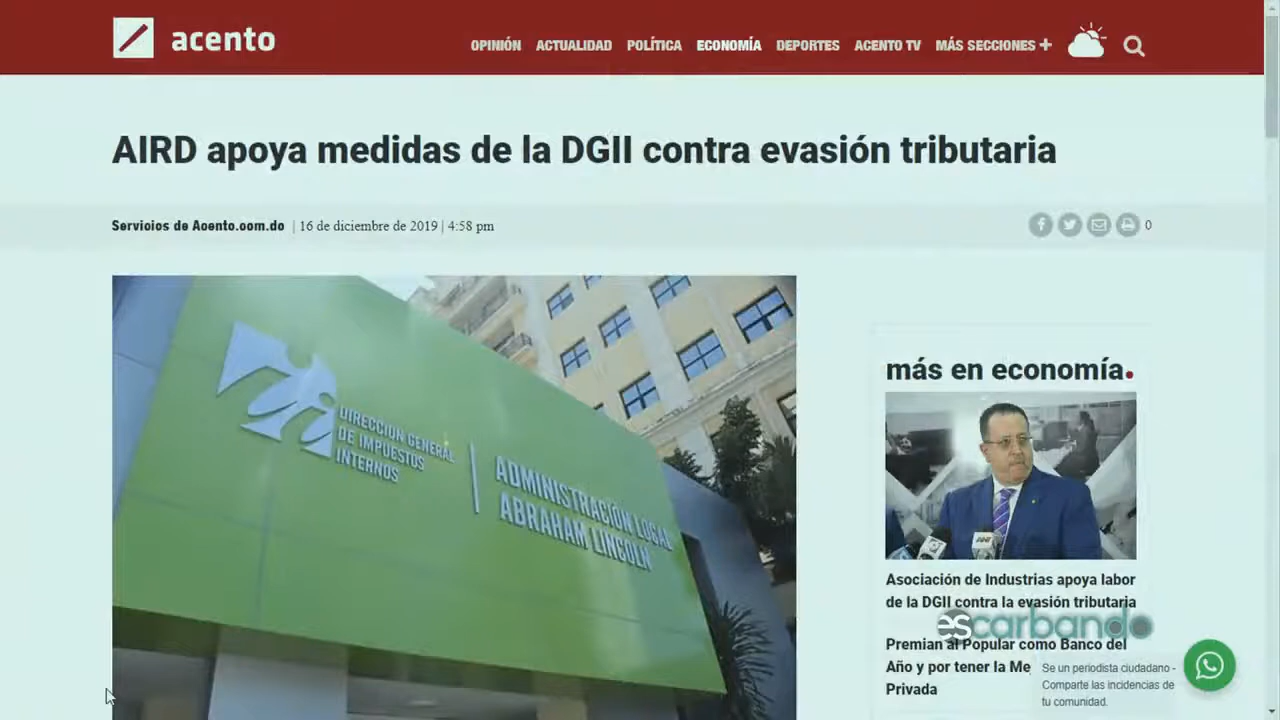 acento
OPINIÓN ACTUALIDAD POLÍTICA ECONOMÍA DEPORTES ACENTO TV MÁS SECCIONES +
AIRD apoya medidas de la DGII contra evasión tributaria
Servicios de Acento.com.do | 16 de diciembre de 2019 | 4:58 pm
0
DIRECCION GENERAL
DE IMPUESTOS
INTERNOS
ADMINISTRACIÓN LOCAL
ABRAHAM LINCOLN
más en economía.
Asociación de Industrias apoya labor
de la DGII contra la evasión tributaria
escarbando
Premian al Popular como Banco del
Año y por tener la Me
Privada
Se un periodista ciudadano -
Comparte las incidencias de
tu comunidad.